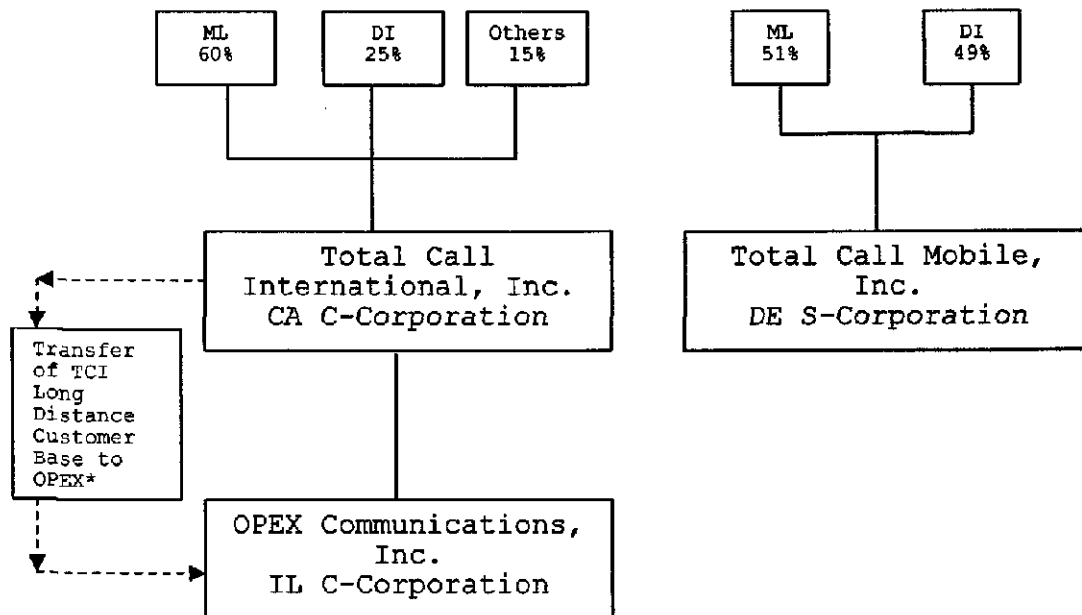 ML
60%
DI
25%
Others
15%
ML
51%
DI
49%
Total Call
International, Inc.
CA C-Corporation
Total Call Mobile,
Inc.
DE S-Corporation
Transfer
of TCI
Long
Distance
Customer
Base to
OPEX*
OPEX Communications,
Inc.
IL C-Corporation